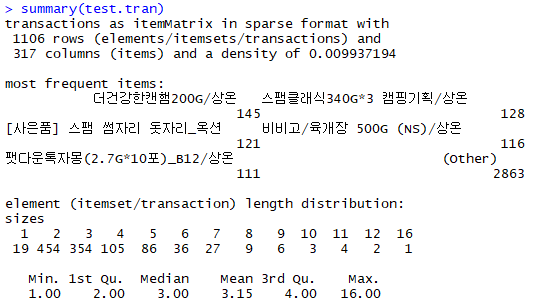 > summary(test.tran)
transactions as itemMatrix in sparse format with
1106 rows (elements/itemsets/transactions) and
317 columns (items) and a density of 0.009937194
most frequent items:
더건강한캔햄200G/상온 스팸클래식340G*3 캠핑기획/상온
145 128
[사은품] 스팸 썸자리 돗자리_옥션 비비고/육개장 500G (NS)/상온
121 116
팻다운톡자몽(2.7G*10포)_B12/상온 (Other)
111 2863
element (itemset/transaction) length distribution:
sizes
1 2 3 4 5 6 7 8 9 10 11 12 16
19 454 354 105 86 36 27 9 6 3 4 2 1
Min. 1st Qu. Median Mean 3rd Qu. Max.
1.00 2.00 3.00 3.15 4.00 16.00